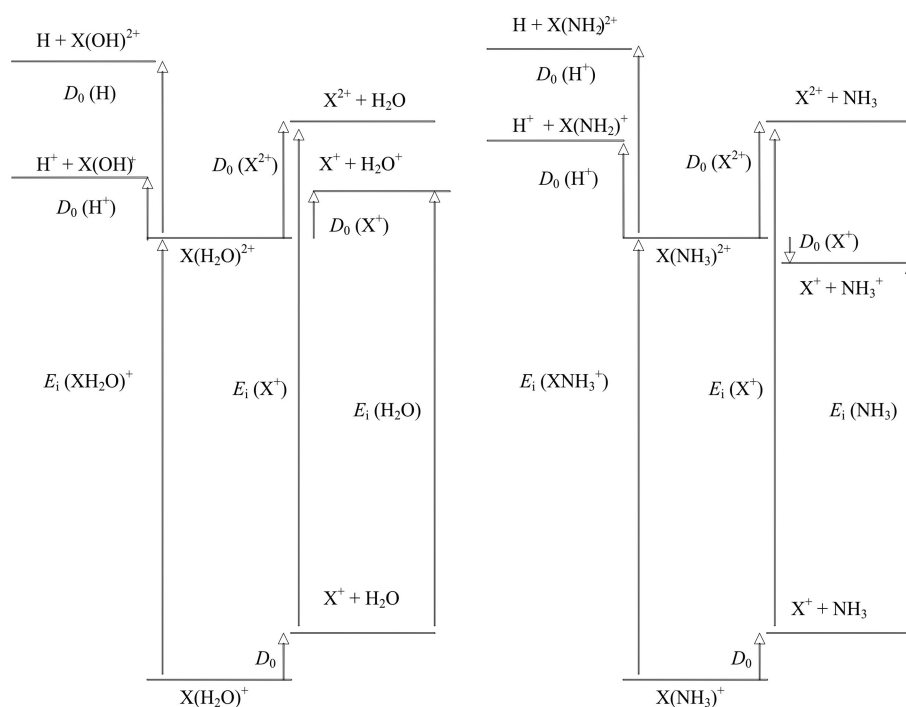 H + X(OH)²⁺
D₀ (H)
H⁺ + X(OH)⁺
D₀ (H⁺)
X(H₂O)²⁺
X²⁺ + H₂O
D₀ (X²⁺)
X⁺ + H₂O⁺
D₀ (X⁺)
Eᵢ (XH₂O)⁺
Eᵢ (X⁺)
Eᵢ (H₂O)
X⁺ + H₂O
D₀
X(H₂O)⁺
H + X(NH₂)²⁺
D₀ (H⁺)
H⁺ + X(NH₂)⁺
D₀ (H⁺)
X(NH₃)²⁺
X²⁺ + NH₃
D₀ (X²⁺)
D₀ (X⁺)
X⁺ + NH₃⁺
Eᵢ (XNH₃⁺)
Eᵢ (X⁺)
Eᵢ (NH₃)
X⁺ + NH₃
D₀
X(NH₃)⁺